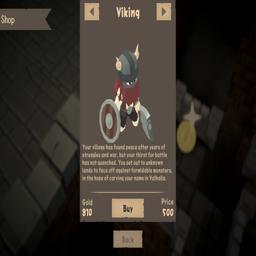 Shop
Viking
Your village has found peace after years of
struggles and war, but your thirst for battle
has not quenched. You set out to unknown
lands to face off against formidable monsters,
in the hope of carving your name in Valhalla.
Gold
810
Buy
Price
500
Back